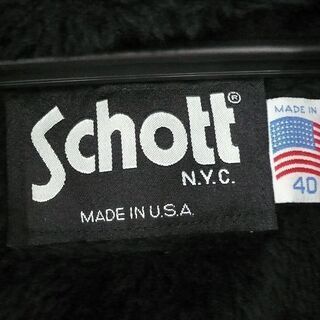 Schott®
N.Y.C.
MADE IN U.S.A.
MADE IN
40